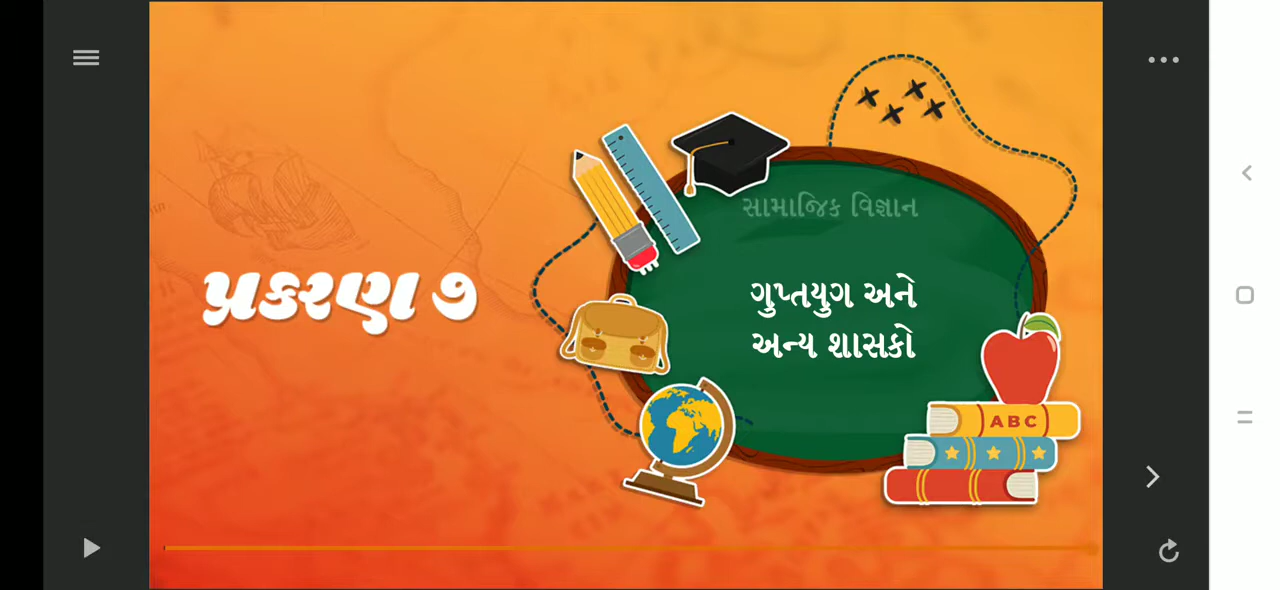 પ્રકરણ ૭
સામાજિક વિજ્ઞાન
ગુપ્તયુગ અને
અન્ય શાસકો
ABC